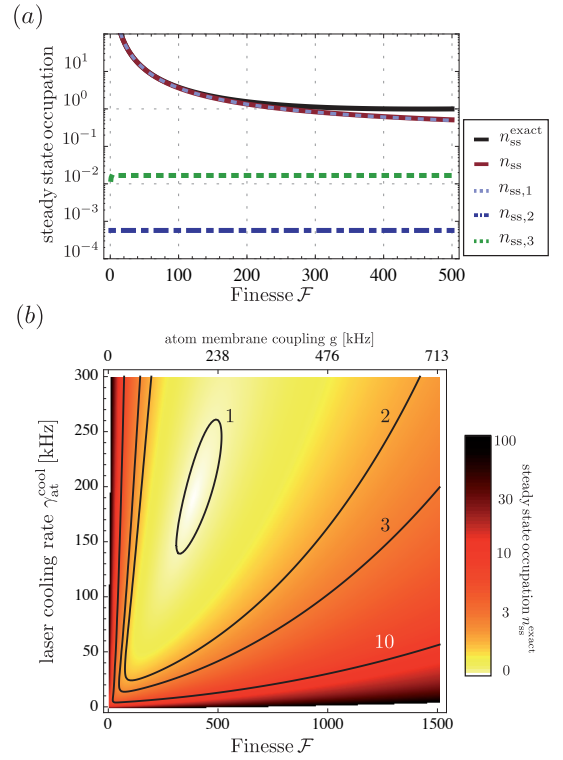 (a)
steady state occupation
10^1
10^0
10^-1
10^-2
10^-3
10^-4
0 100 200 300 400 500
Finesse 𝓕
n_ss^exact
n_ss
n_ss,1
n_ss,2
n_ss,3
(b)
atom membrane coupling g [kHz]
0 238 476 713
laser cooling rate γ_at^cool [kHz]
300
250
200
150
100
50
0
1
2
3
10
0 500 1000 1500
Finesse 𝓕
100
30
10
3
0
steady state occupation n_ss^exact